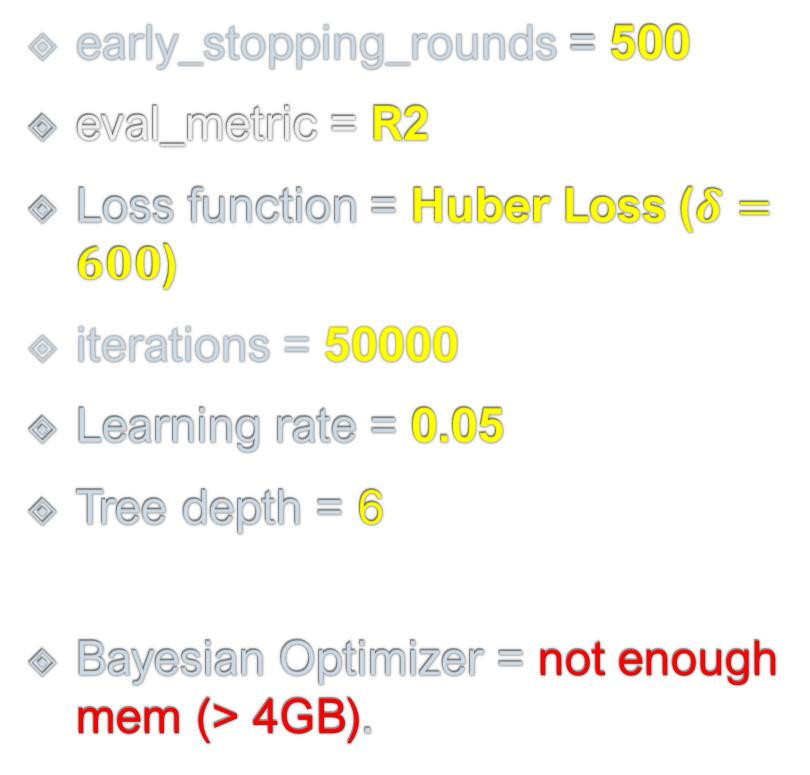 early_stopping_rounds = 500
eval_metric = R2
Loss function = Huber Loss (δ =
600)
iterations = 50000
Learning rate = 0.05
Tree depth = 6
Bayesian Optimizer = not enough
mem (> 4GB).